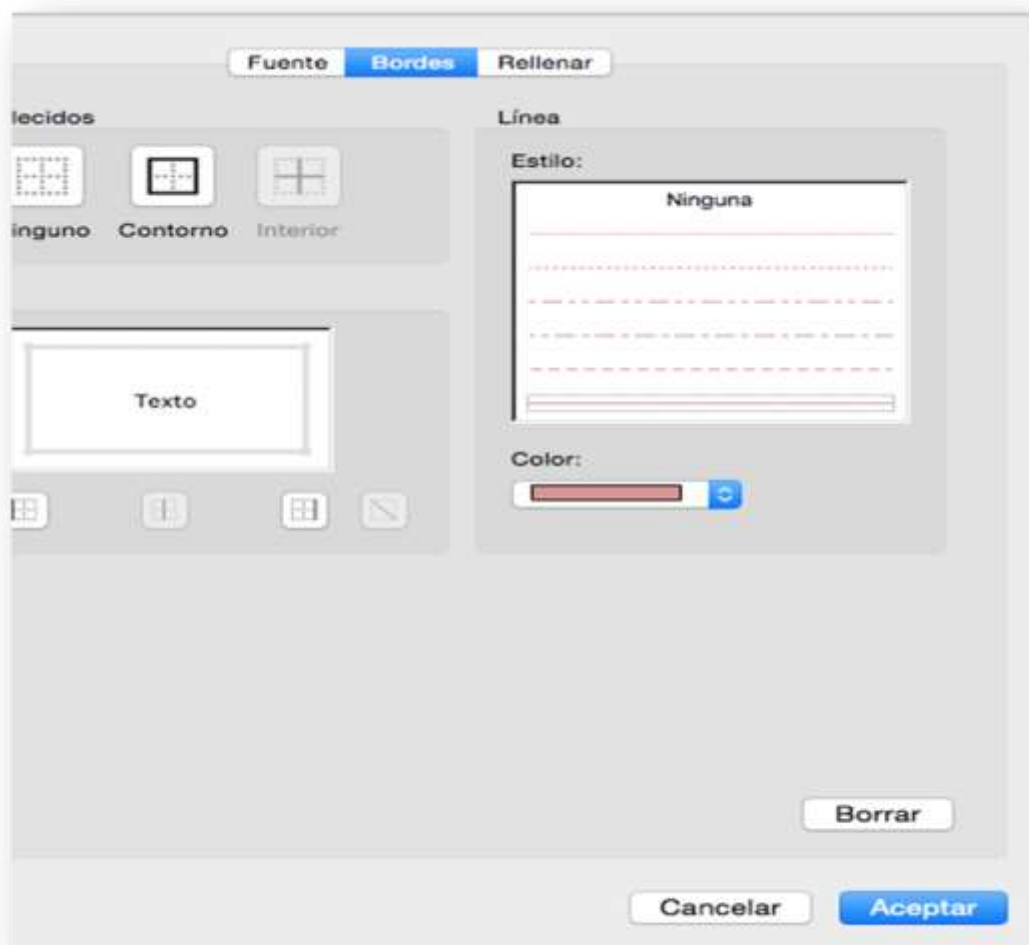 Fuente Bordes Rellenar
lecidos
inguno Contorno Interior
Texto
Línea
Estilo:
Ninguna
Color:
Borrar
Cancelar Aceptar